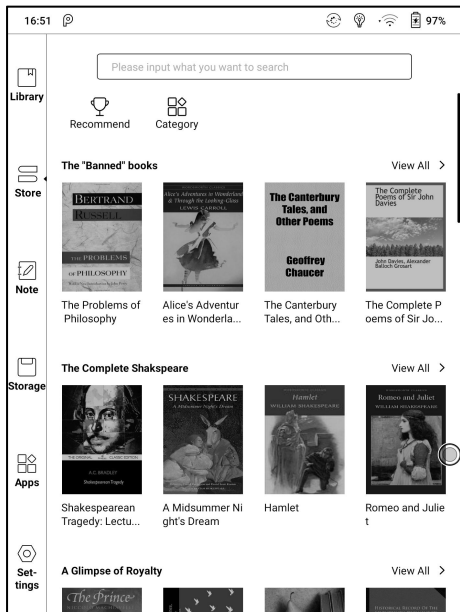 16:51
97%
Please input what you want to search
Library
Recommend
Category
The "Banned" books
View All
Store
BERTRAND
RUSSELL
THE PROBLEMS
OF PHILOSOPHY
Alice's Adventures in Wonderland
& Through the Looking-Glass
LEWIS CARROLL
The Canterbury
Tales, and
Other Poems
Geoffrey
Chaucer
The Complete
Poems of Sir John
Davies
John Davies, Alexander
Balloch Grosart
Note
The Problems of
Philosophy
Alice's Adventur
es in Wonderla...
The Canterbury
Tales, and Oth...
The Complete P
oems of Sir Jo...
The Complete Shakspeare
View All
Storage
THE ORIGINAL CLASSIC EDITION
A.C. BRADLEY
Shakespearean Tragedy
SHAKESPEARE
A Midsummer Night's Dream
Hamlet
WILLIAM SHAKESPEARE
Romeo and Juliet
WILLIAM SHAKESPEARE
Apps
Shakespearean
Tragedy: Lectu...
A Midsummer Ni
ght's Dream
Hamlet
Romeo and Julie
t
Set-
tings
A Glimpse of Royalty
View All
The Prince